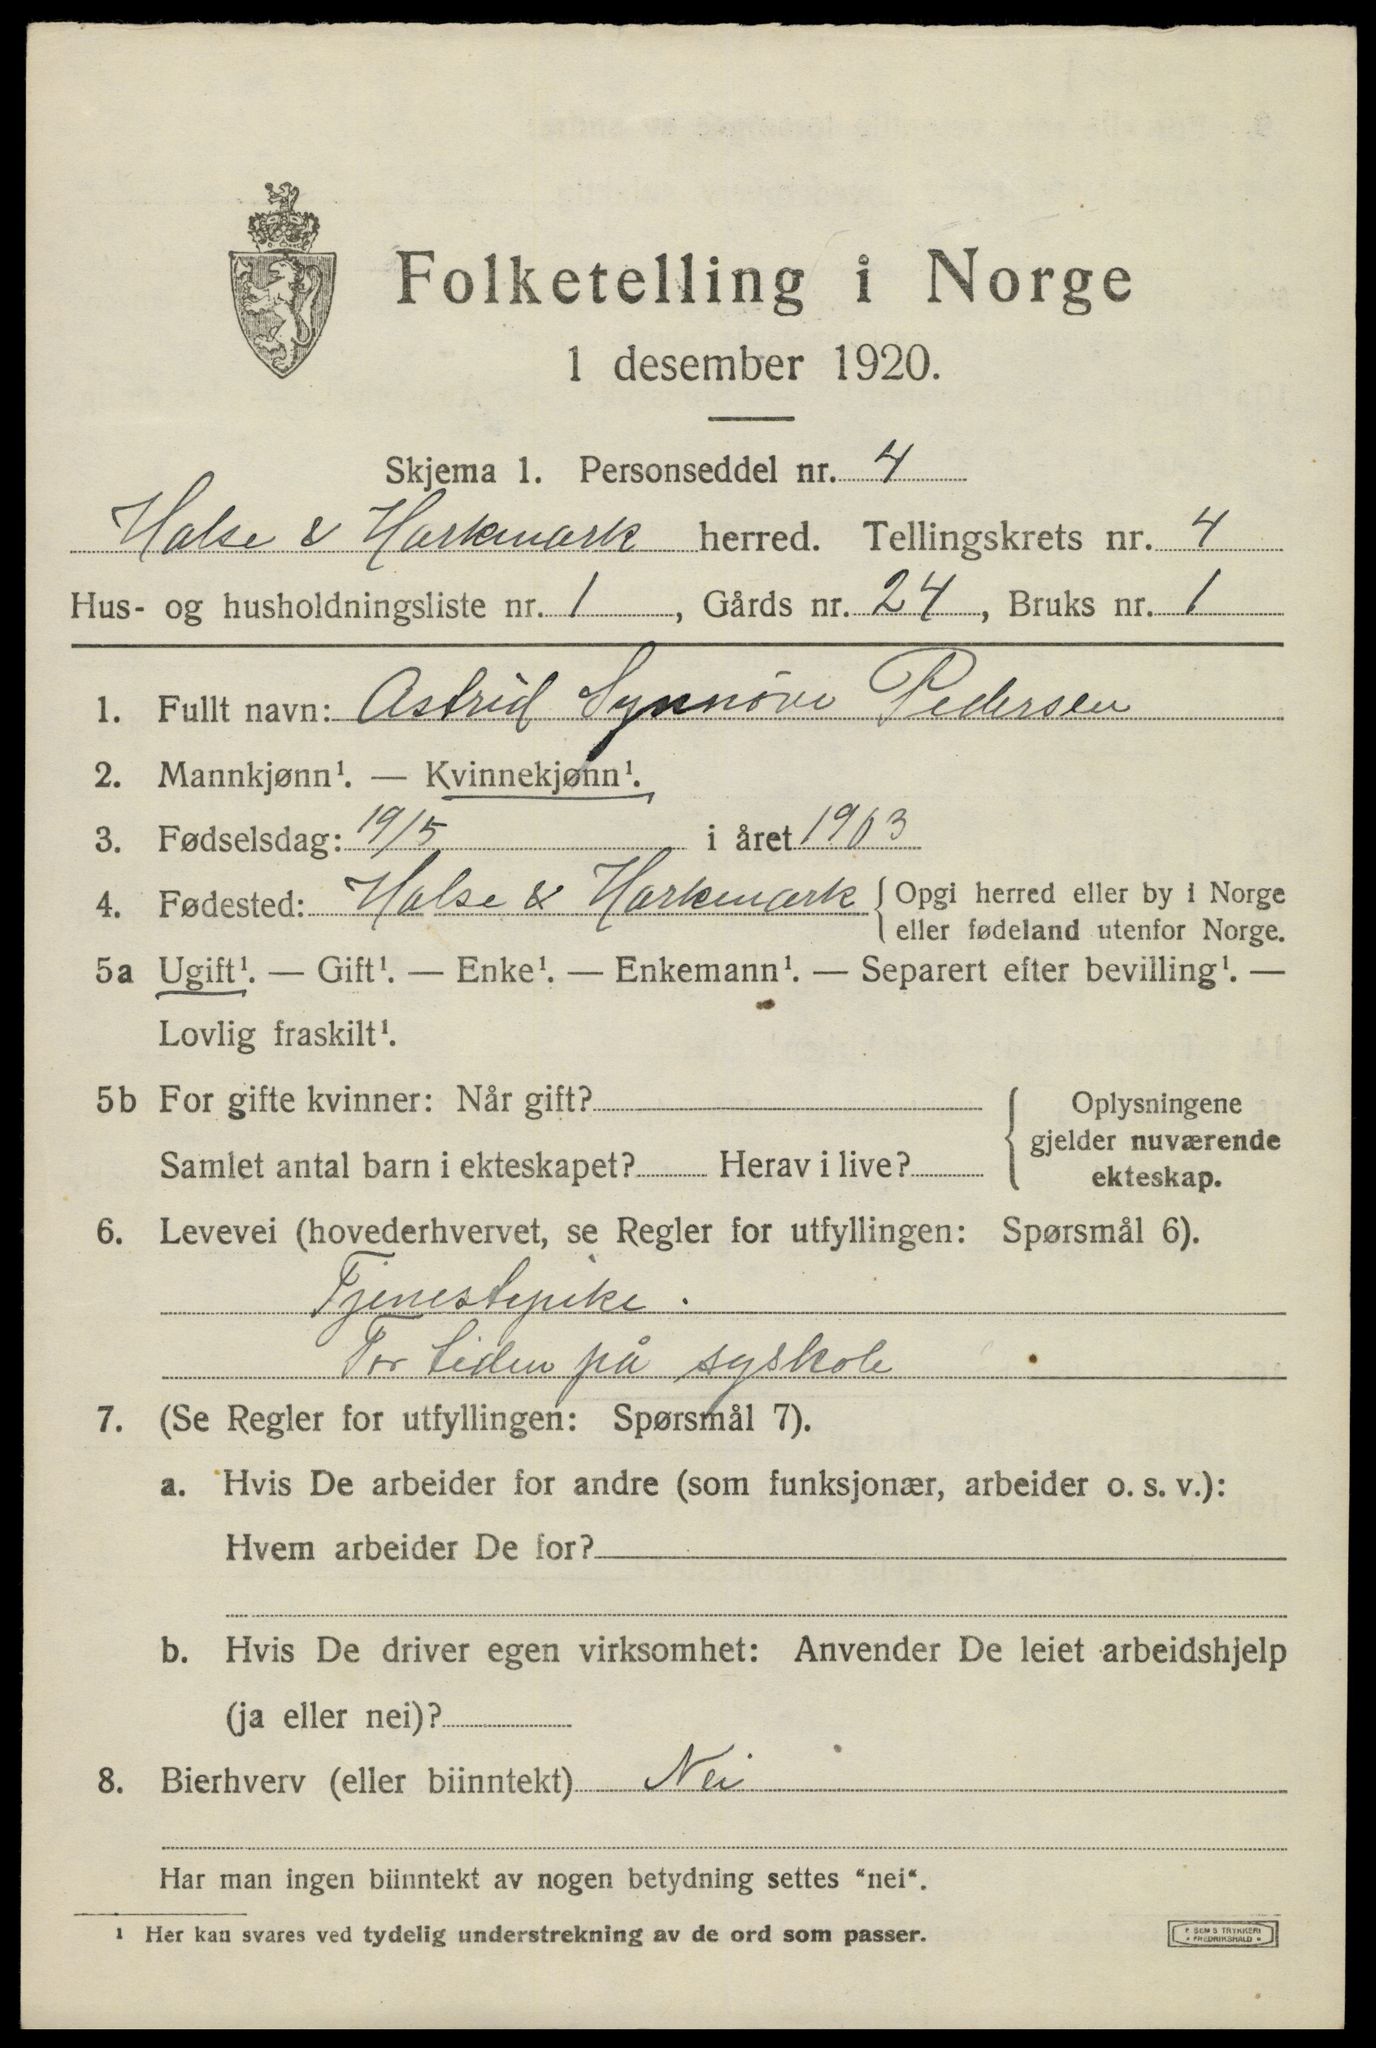 Folketelling i Norge
1 desember 1920.
Skjema 1. Personseddel nr. 4
Halse & Harkmark herred. Tellingskrets nr. 4
Hus- og husholdningsliste nr. 1, Gårds nr. 24, Bruks nr. 1
1. Fullt navn: Astrid Synnøve Pedersen
2. Mannkjønn¹. — Kvinnekjønn¹.
3. Fødselsdag: 19/5 i året 1903
4. Fødested: Halse & Harkmark { Opgi herred eller by i Norge
eller fødeland utenfor Norge.
5a Ugift¹. — Gift¹. — Enke¹. — Enkemann¹. — Separert efter bevilling¹. —
Lovlig fraskilt¹.
5b For gifte kvinner: Når gift?
Samlet antal barn i ekteskapet? Herav i live?
Oplysningene
gjelder nuværende
ekteskap.
6. Levevei (hovederhvervet, se Regler for utfyllingen: Spørsmål 6).
Tjenestepike.
For tiden på syskole
7. (Se Regler for utfyllingen: Spørsmål 7).
a. Hvis De arbeider for andre (som funksjonær, arbeider o. s. v.):
Hvem arbeider De for?
b. Hvis De driver egen virksomhet: Anvender De leiet arbeidshjelp
(ja eller nei)?
8. Bierhverv (eller biinntekt) Nei
Har man ingen biinntekt av nogen betydning settes "nei".
¹ Her kan svares ved tydelig understrekning av de ord som passer.
SEM'S TRYKKERI
FREDRIKSHALD